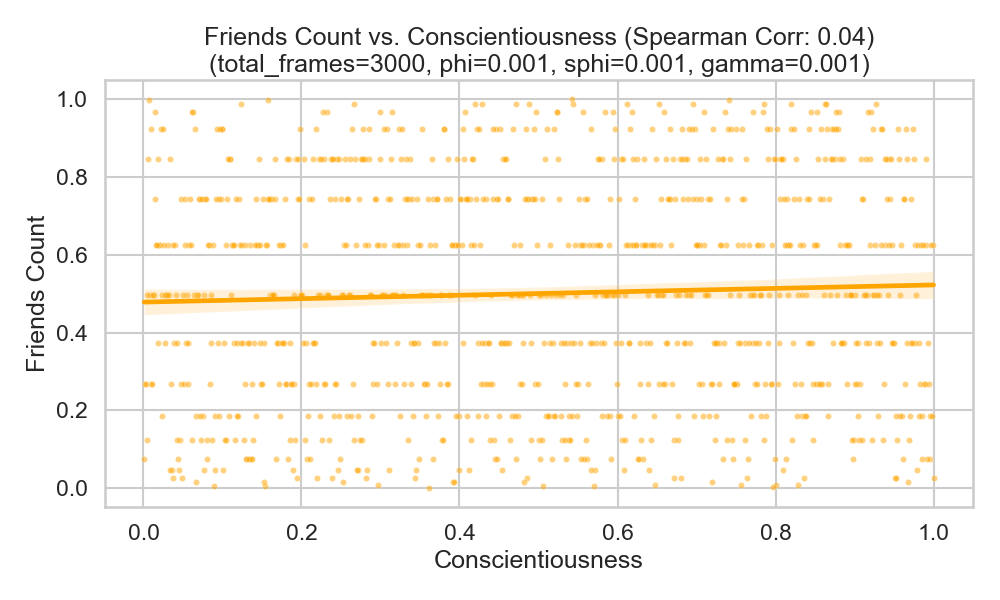 Friends Count vs. Conscientiousness (Spearman Corr: 0.04)
(total_frames=3000, phi=0.001, sphi=0.001, gamma=0.001)
1.0
0.8
0.6
0.4
0.2
0.0
Friends Count
0.0 0.2 0.4 0.6 0.8 1.0
Conscientiousness